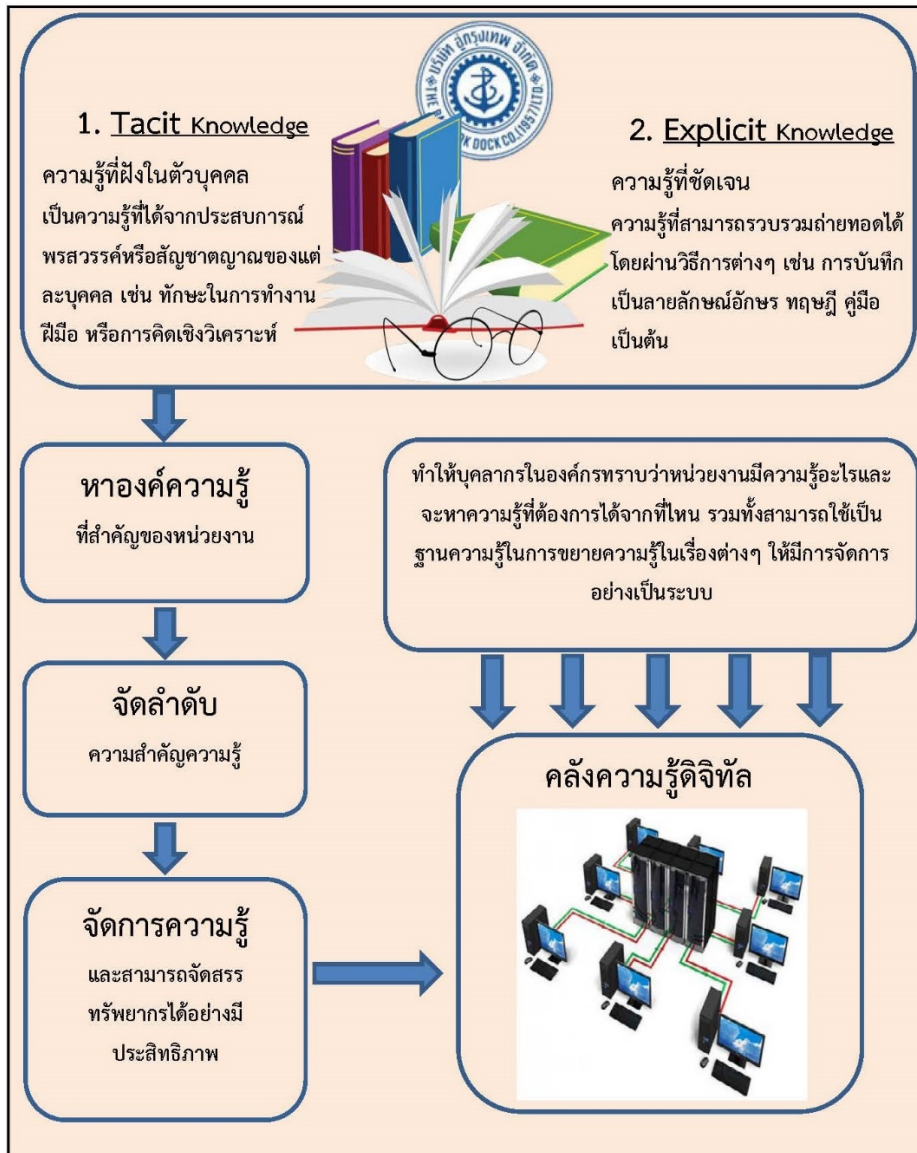 บริษัท อู่กรุงเทพ จำกัด
THE BA K DOCK CO.(1957)LTD.
1. Tacit Knowledge
ความรู้ที่ฝังในตัวบุคคล
เป็นความรู้ที่ได้จากประสบการณ์
พรสวรรค์หรือสัญชาตญาณของแต่
ละบุคคล เช่น ทักษะในการทำงาน
ฝีมือ หรือการคิดเชิงวิเคราะห์
2. Explicit Knowledge
ความรู้ที่ชัดเจน
ความรู้ที่สามารถรวบรวมถ่ายทอดได้
โดยผ่านวิธีการต่างๆ เช่น การบันทึก
เป็นลายลักษณ์อักษร ทฤษฎี คู่มือ
เป็นต้น
หาองค์ความรู้
ที่สำคัญของหน่วยงาน
จัดลำดับ
ความสำคัญความรู้
จัดการความรู้
และสามารถจัดสรร
ทรัพยากรได้อย่างมี
ประสิทธิภาพ
ทำให้บุคลากรในองค์กรทราบว่าหน่วยงานมีความรู้อะไรและ
จะหาความรู้ที่ต้องการได้จากที่ไหน รวมทั้งสามารถใช้เป็น
ฐานความรู้ในการขยายความรู้ในเรื่องต่างๆ ให้มีการจัดการ
อย่างเป็นระบบ
คลังความรู้ดิจิทัล